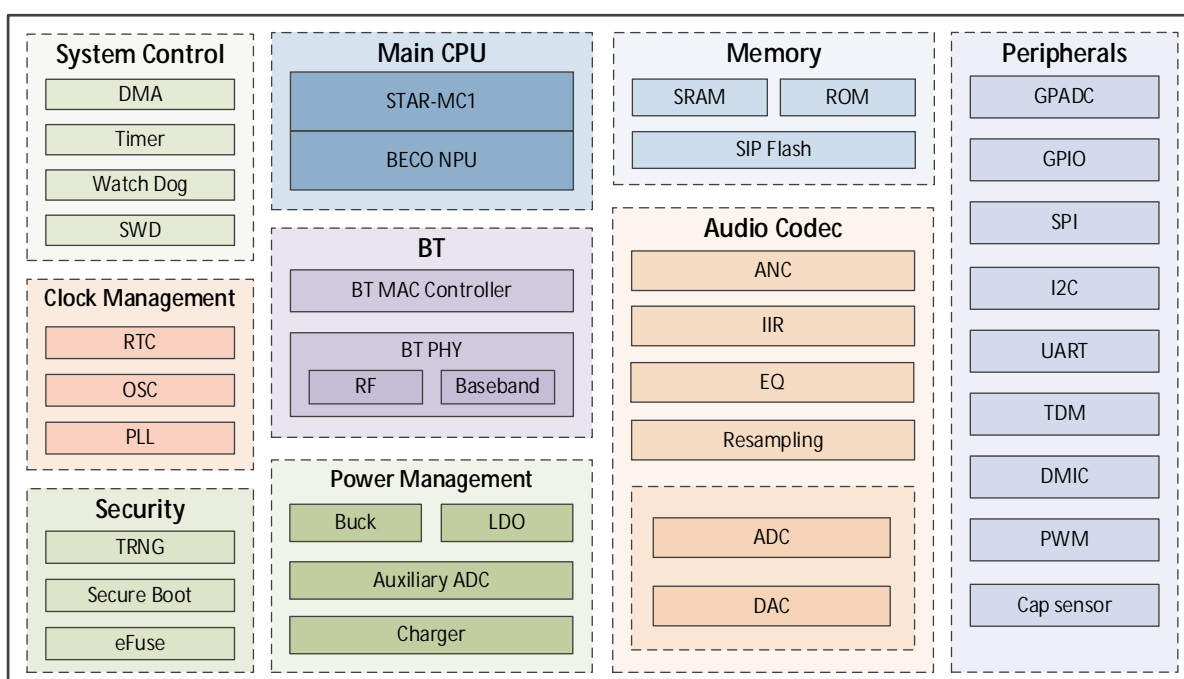 System Control
DMA
Timer
Watch Dog
SWD
Clock Management
RTC
OSC
PLL
Security
TRNG
Secure Boot
eFuse
Main CPU
STAR-MC1
BECO NPU
BT
BT MAC Controller
BT PHY
RF Baseband
Power Management
Buck LDO
Auxiliary ADC
Charger
Memory
SRAM ROM
SIP Flash
Audio Codec
ANC
IIR
EQ
Resampling
ADC
DAC
Peripherals
GPADC
GPIO
SPI
I2C
UART
TDM
DMIC
PWM
Cap sensor